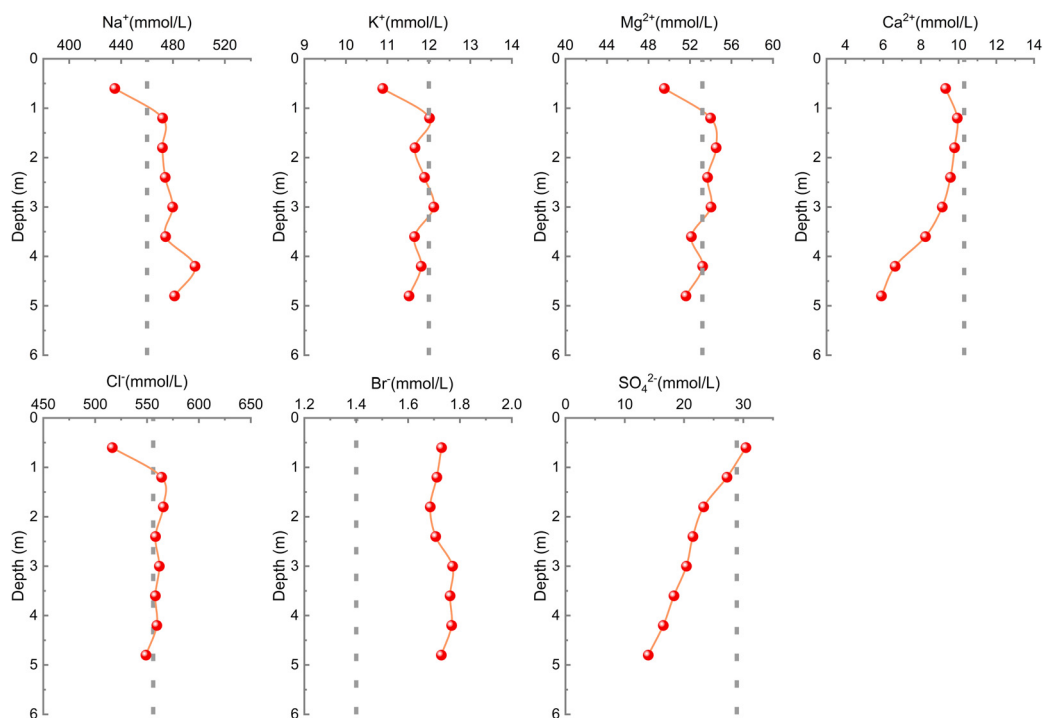 Na⁺(mmol/L)
400 440 480 520
K⁺(mmol/L)
9 10 11 12 13 14
Mg²⁺(mmol/L)
40 44 48 52 56 60
Ca²⁺(mmol/L)
4 6 8 10 12 14
Depth (m)
0
1
2
3
4
5
6
Depth (m)
0
1
2
3
4
5
6
Depth (m)
0
1
2
3
4
5
6
Depth (m)
0
1
2
3
4
5
6
Cl⁻(mmol/L)
450 500 550 600 650
Br⁻(mmol/L)
1.2 1.4 1.6 1.8 2.0
SO₄²⁻(mmol/L)
0 10 20 30
Depth (m)
0
1
2
3
4
5
6
Depth (m)
0
1
2
3
4
5
6
Depth (m)
0
1
2
3
4
5
6